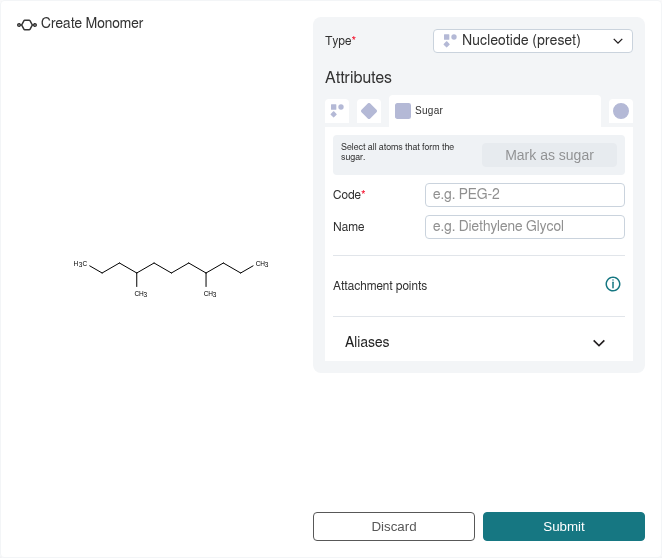 Create Monomer
Type*
Nucleotide (preset)
Attributes
Sugar
Select all atoms that form the
sugar.
Mark as sugar
Code*
e.g. PEG-2
Name
e.g. Diethylene Glycol
H3C
CH3
CH3
CH3
Attachment points
Aliases
Discard
Submit